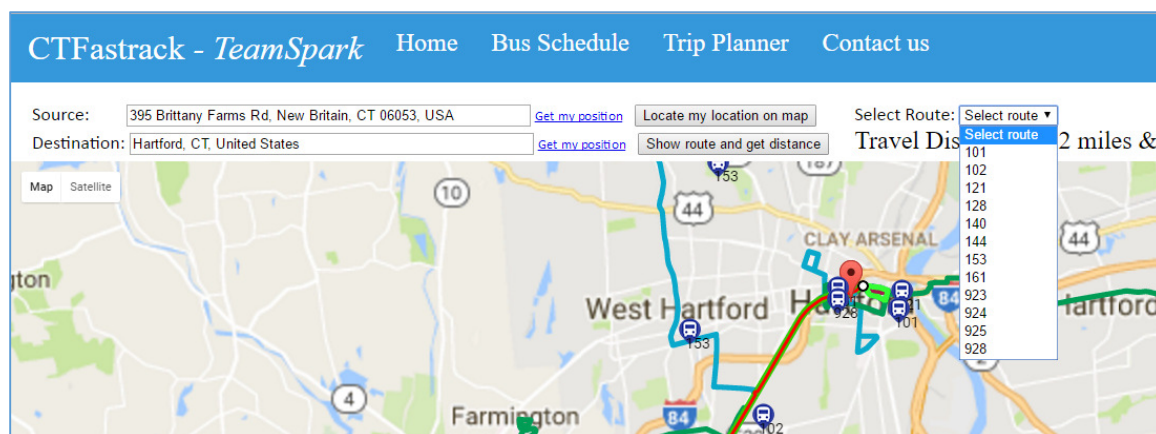 CTFastrack - TeamSpark Home Bus Schedule Trip Planner Contact us
Source: 395 Brittany Farms Rd, New Britain, CT 06053, USA Get my position Locate my location on map Select Route: Select route
Destination: Hartford, CT, United States Get my position Show route and get distance Travel Dis 2 miles &
Select route
101
102
121
128
140
144
153
161
923
924
925
928
Map Satellite
153
10
44
CLAY ARSENAL
44
gton
West Hartford
84
artford
928
101
153
2
4
Farmington
84
102